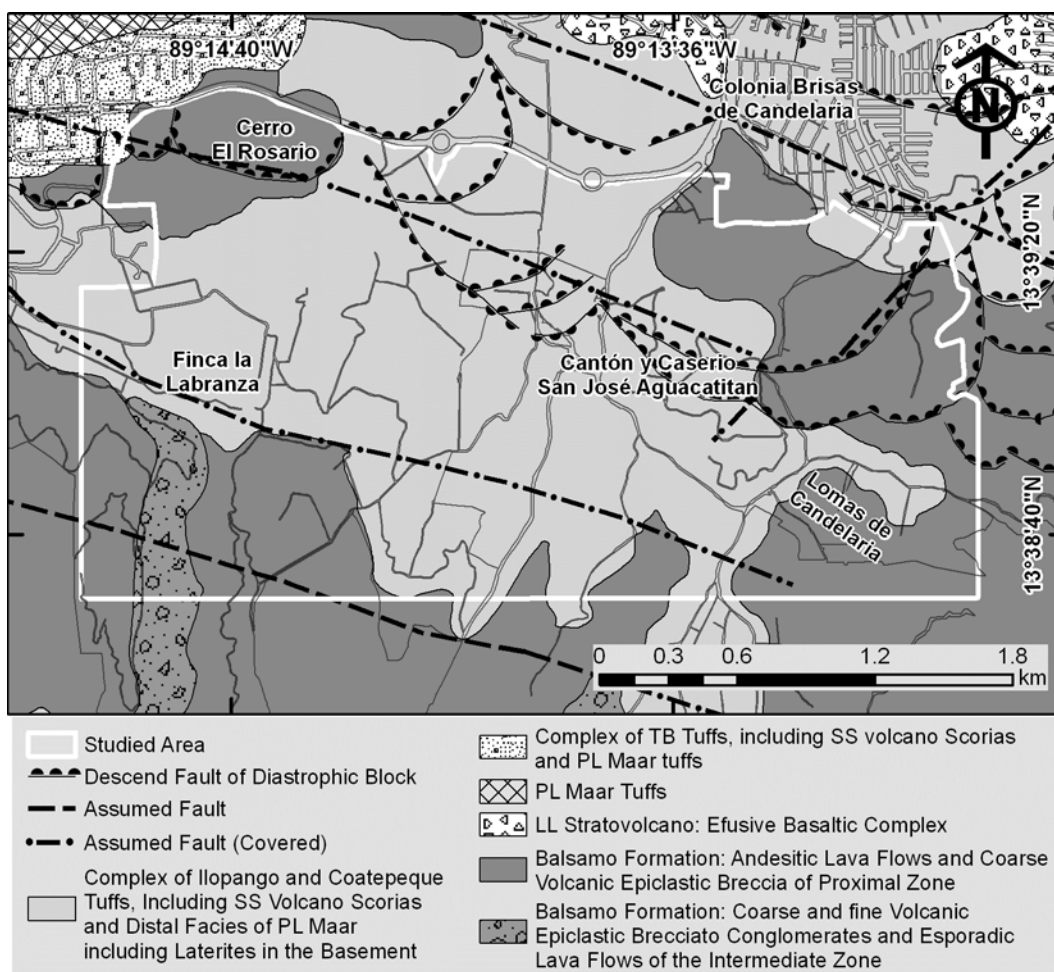 89°14'40"W
89°13'36"W
Colonia Brisas
de Candelaria
N
Cerro
El Rosario
13°39'20"N
Finca la
Labranza
Cantón y Caserio
San José Aguacatitan
Lomas de
Candelaria
13°38'40"N
0 0.3 0.6 1.2 1.8
km
Studied Area
Descend Fault of Diastrophic Block
Assumed Fault
Assumed Fault (Covered)
Complex of Ilopango and Coatepeque
Tuffs, Including SS Volcano Scorias
and Distal Facies of PL Maar
including Laterites in the Basement
Complex of TB Tuffs, including SS volcano Scorias
and PL Maar tuffs
PL Maar Tuffs
LL Stratovolcano: Efusive Basaltic Complex
Balsamo Formation: Andesitic Lava Flows and Coarse
Volcanic Epiclastic Breccia of Proximal Zone
Balsamo Formation: Coarse and fine Volcanic
Epiclastic Brecciato Conglomerates and Esporadic
Lava Flows of the Intermediate Zone